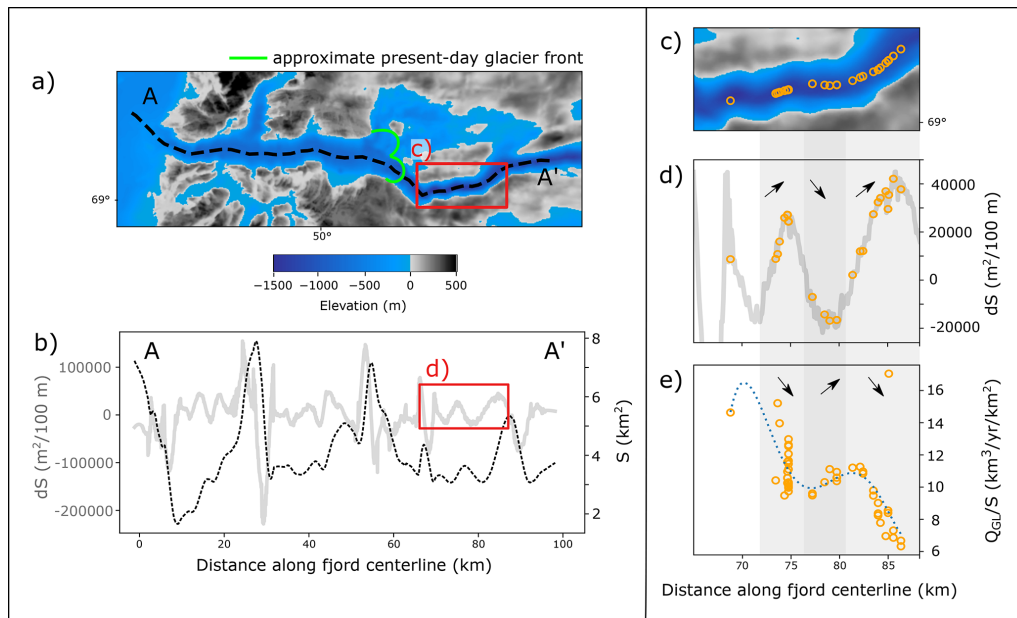 approximate present-day glacier front
a)
A
c)
A'
69°
50°
−1500 −1000 −500 0 500
Elevation (m)
b)
A
A'
d)
100000
0
−100000
−200000
dS (m²/100 m)
8
6
4
2
S (km²)
0 20 40 60 80 100
Distance along fjord centerline (km)
c)
69°
d)
40000
20000
0
−20000
dS (m²/100 m)
e)
16
14
12
10
8
6
Q_GL/S (km³/yr/km²)
70 75 80 85
Distance along fjord centerline (km)